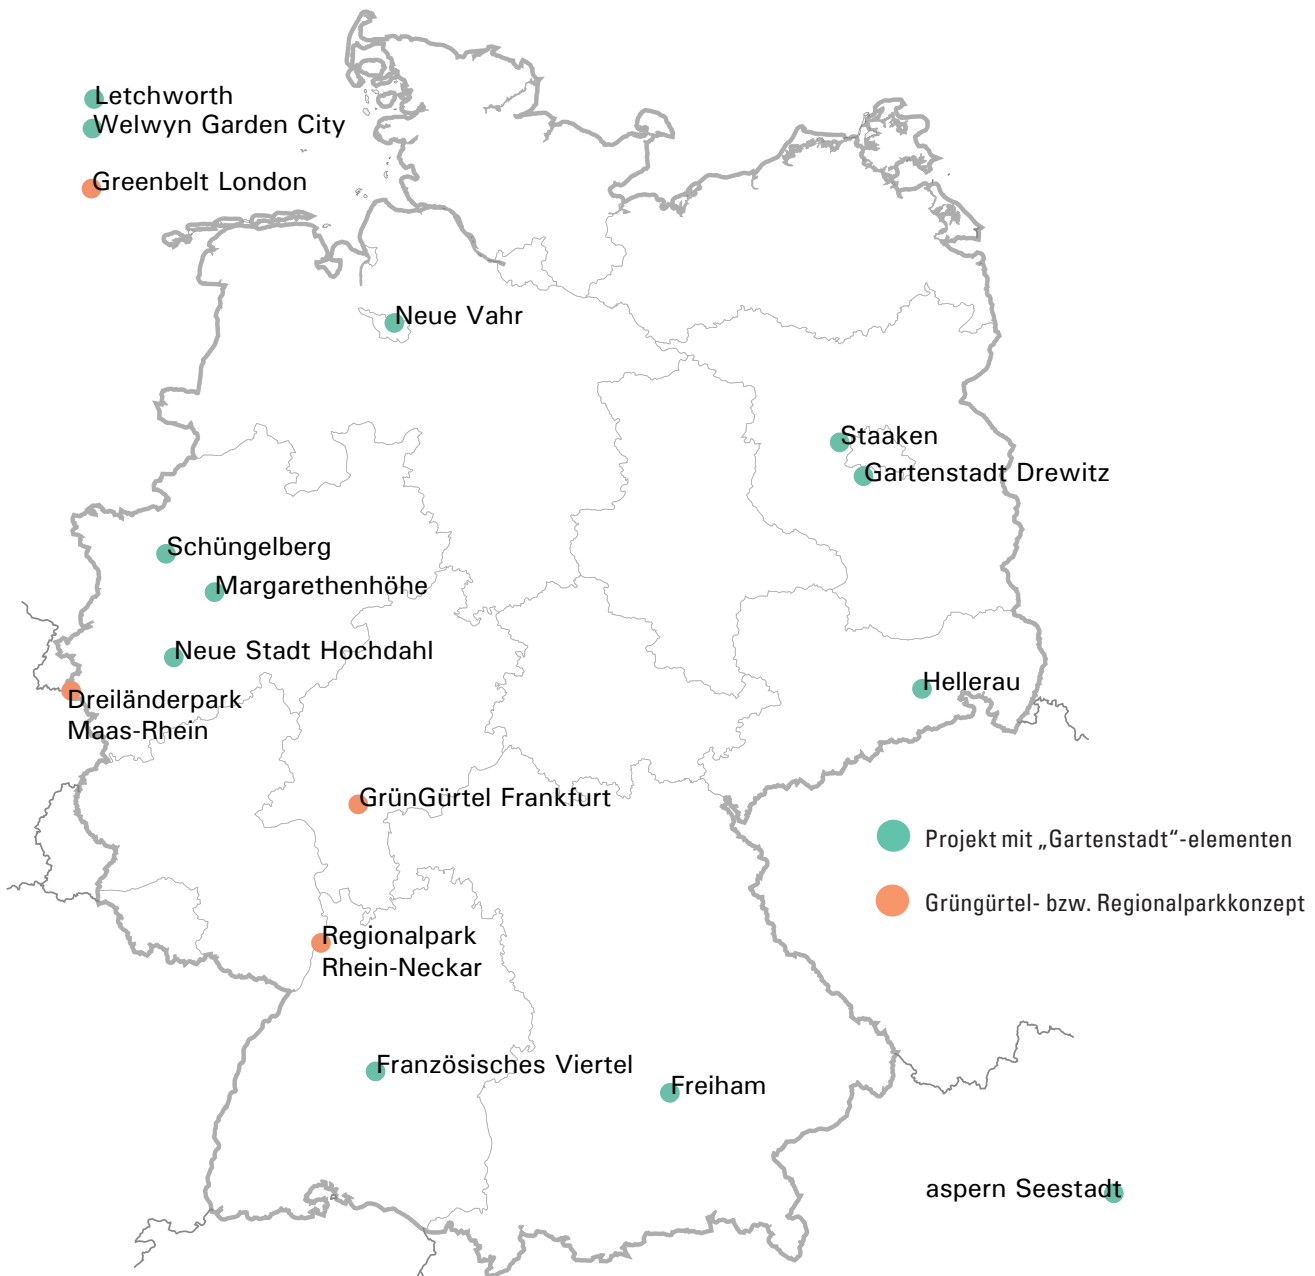 Letchworth
Welwyn Garden City
Greenbelt London
Neue Vahr
Staaken
Gartenstadt Drewitz
Schüngelberg
Margarethenhöhe
Neue Stadt Hochdahl
Dreiländerpark
Maas-Rhein
Hellerau
GrünGürtel Frankfurt
Projekt mit „Gartenstadt“-elementen
Grüngürtel- bzw. Regionalparkkonzept
Regionalpark
Rhein-Neckar
Französisches Viertel
Freiham
aspern Seestadt